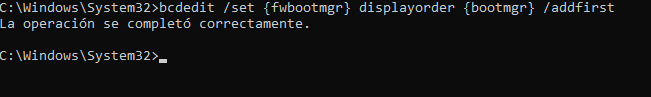 C:\Windows\System32>bcdedit /set {fwbootmgr} displayorder {bootmgr} /addfirst
La operación se completó correctamente.
C:\Windows\System32>